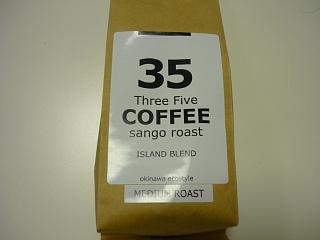 35
Three Five
COFFEE
sango roast
ISLAND BLEND
okinawa ecostyle
MEDIUM ROAST